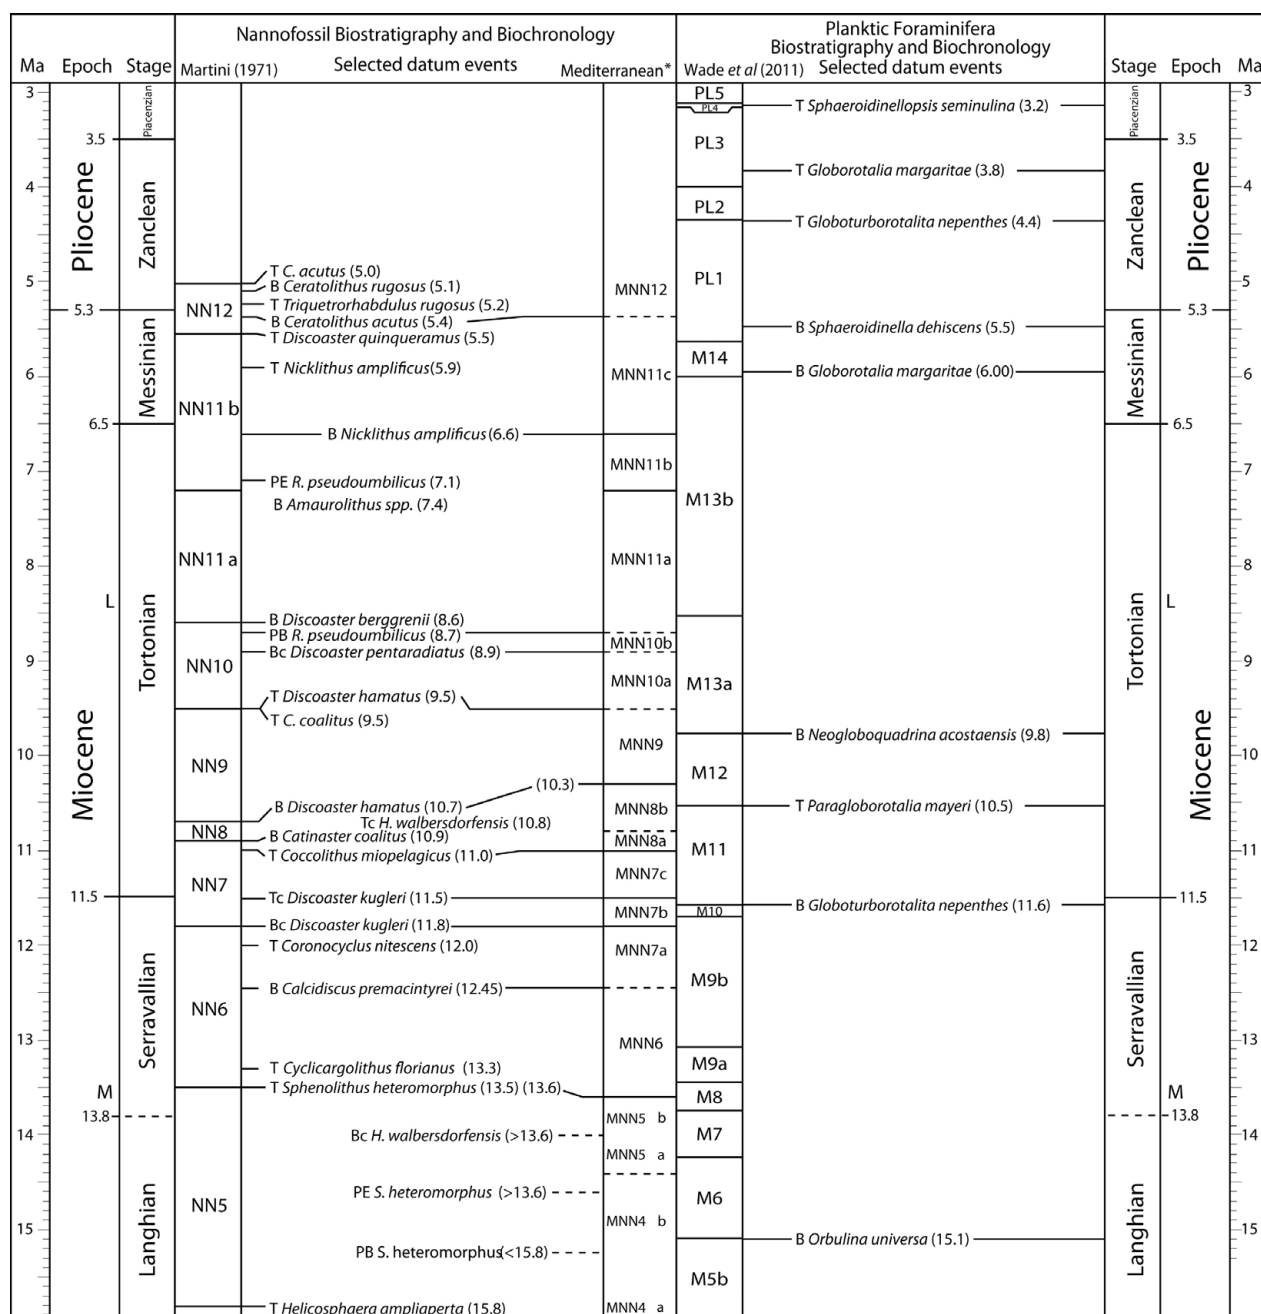 Nannofossil Biostratigraphy and Biochronology
Planktic Foraminifera
Biostratigraphy and Biochronology
Ma Epoch Stage Martini (1971) Selected datum events Mediterranean* Wade et al (2011) Selected datum events Stage Epoch Ma
3
4
5
6
7
8
9
10
11
12
13
14
15
Pliocene
Miocene
L
M
3.5
5.3
6.5
11.5
13.8
Piacenzian
Zanclean
Messinian
Tortonian
Serravallian
Langhian
NN12
NN11 b
NN11 a
NN10
NN9
NN8
NN7
NN6
NN5
T C. acutus (5.0)
B Ceratolithus rugosus (5.1)
T Triquetrorhabdulus rugosus (5.2)
B Ceratolithus acutus (5.4)
T Discoaster quinqueramus (5.5)
T Nicklithus amplificus(5.9)
B Nicklithus amplificus(6.6)
PE R. pseudoumbilicus (7.1)
B Amaurolithus spp. (7.4)
B Discoaster berggrenii (8.6)
PB R. pseudoumbilicus (8.7)
Bc Discoaster pentaradiatus (8.9)
T Discoaster hamatus (9.5)
T C. coalitus (9.5)
(10.3)
B Discoaster hamatus (10.7)
Tc H. walbersdorfensis (10.8)
B Catinaster coalitus (10.9)
T Coccolithus miopelagicus (11.0)
Tc Discoaster kugleri (11.5)
Bc Discoaster kugleri (11.8)
T Coronocyclus nitescens (12.0)
B Calcidiscus premacintyrei (12.45)
T Cyclicargolithus florianus (13.3)
T Sphenolithus heteromorphus (13.5) (13.6)
Bc H. walbersdorfensis (>13.6)
PE S. heteromorphus (>13.6)
PB S. heteromorphus(<15.8)
T Helicosphaera ampliaperta (15.8)
MNN12
MNN11c
MNN11b
MNN11a
MNN10b
MNN10a
MNN9
MNN8b
MNN8a
MNN7c
MNN7b
MNN7a
MNN6
MNN5 b
MNN5 a
MNN4 b
MNN4 a
PL5
PL4
PL3
PL2
PL1
M14
M13b
M13a
M12
M11
M10
M9b
M9a
M8
M7
M6
M5b
T Sphaeroidinellopsis seminulina (3.2)
T Globorotalia margaritae (3.8)
T Globoturborotalita nepenthes (4.4)
B Sphaeroidinella dehiscens (5.5)
B Globorotalia margaritae (6.00)
B Neogloboquadrina acostaensis (9.8)
T Paragloborotalia mayeri (10.5)
B Globoturborotalita nepenthes (11.6)
B Orbulina universa (15.1)
Piacenzian
Zanclean
Messinian
Tortonian
Serravallian
Langhian
3.5
5.3
6.5
11.5
13.8
Pliocene
Miocene
L
M
3
4
5
6
7
8
9
10
11
12
13
14
15